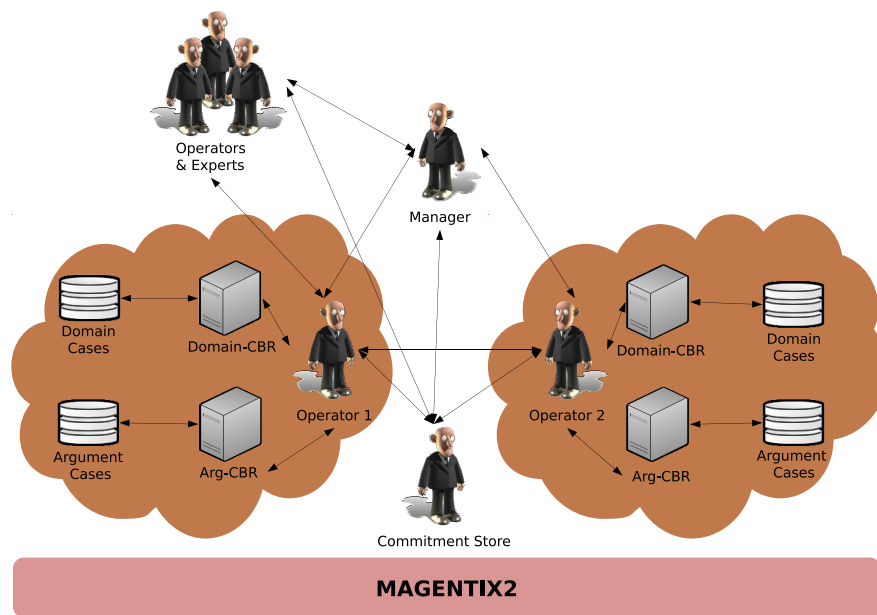 Operators
& Experts
Manager
Domain
Cases
Domain-CBR
Argument
Cases
Arg-CBR
Operator 1
Operator 2
Domain-CBR
Domain
Cases
Arg-CBR
Argument
Cases
Commitment Store
MAGENTIX2